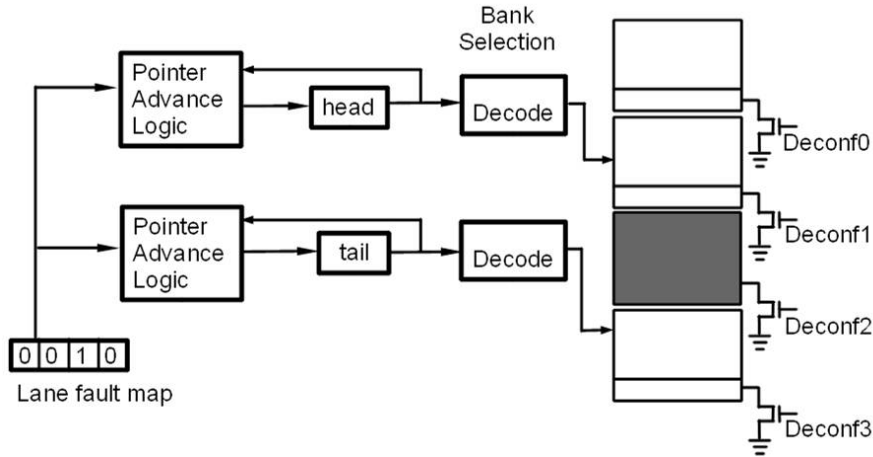 Bank
Selection
Pointer
Advance
Logic
head
Decode
Deconf0
Deconf1
Pointer
Advance
Logic
tail
Decode
Deconf2
0 0 1 0
Lane fault map
Deconf3